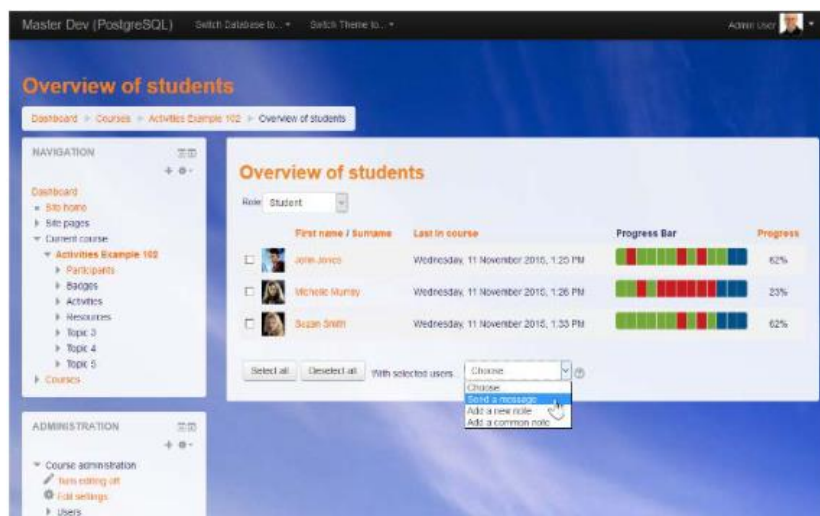 Master Dev (PostgreSQL) Switch Database to... Switch Theme to... Admin User
Overview of students
Dashboard Courses Activities Example 102 Overview of students
NAVIGATION
Dashboard
Site home
Site pages
Current course
Activities Example 102
Participants
Badges
Activities
Resources
Topic 3
Topic 4
Topic 5
Courses
ADMINISTRATION
Course administration
Turn editing off
Edit settings
Users
Overview of students
Role Student
First name / Surname Last in course Progress Bar Progress
John Jones Wednesday, 11 November 2015, 1:25 PM 62%
Michelle Murray Wednesday, 11 November 2015, 1:26 PM 23%
Suzan Smith Wednesday, 11 November 2015, 1:33 PM 62%
Select all Deselect all With selected users... Choose
Choose
Send a message
Add a new note
Add a common note